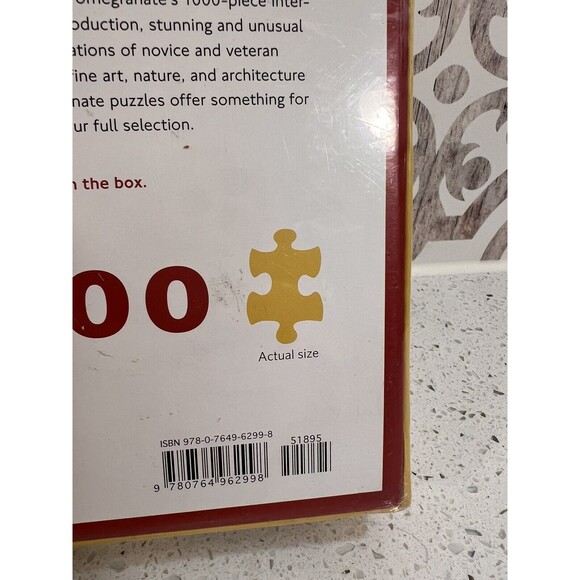 omegranate's 1000-piece inter-
oduction, stunning and unusual
ations of novice and veteran
fine art, nature, and architecture
nate puzzles offer something for
ur full selection.
n the box.
00
Actual size
ISBN 978-0-7649-6299-8
51895
9 780764 962998